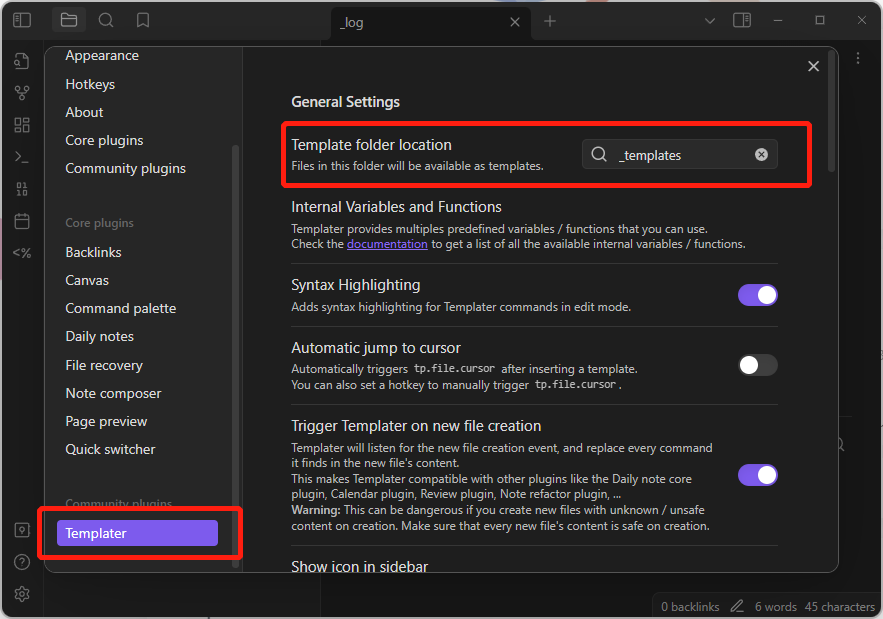 _log
Appearance
Hotkeys
About
Core plugins
Community plugins
Core plugins
Backlinks
Canvas
Command palette
Daily notes
File recovery
Note composer
Page preview
Quick switcher
Community plugins
Templater
General Settings
Template folder location
Files in this folder will be available as templates.
_templates
Internal Variables and Functions
Templater provides multiples predefined variables / functions that you can use.
Check the documentation to get a list of all the available internal variables / functions.
Syntax Highlighting
Adds syntax highlighting for Templater commands in edit mode.
Automatic jump to cursor
Automatically triggers tp.file.cursor after inserting a template.
You can also set a hotkey to manually trigger tp.file.cursor.
Trigger Templater on new file creation
Templater will listen for the new file creation event, and replace every command
it finds in the new file's content.
This makes Templater compatible with other plugins like the Daily note core
plugin, Calendar plugin, Review plugin, Note refactor plugin, ...
Warning: This can be dangerous if you create new files with unknown / unsafe
content on creation. Make sure that every new file's content is safe on creation.
Show icon in sidebar
<%
0 backlinks 6 words 45 characters